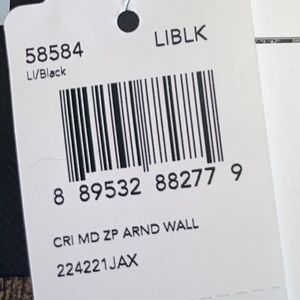 58584 LIBLK
LI/Black
8 89532 88277 9
CRI MD ZP ARND WALL
224221JAX